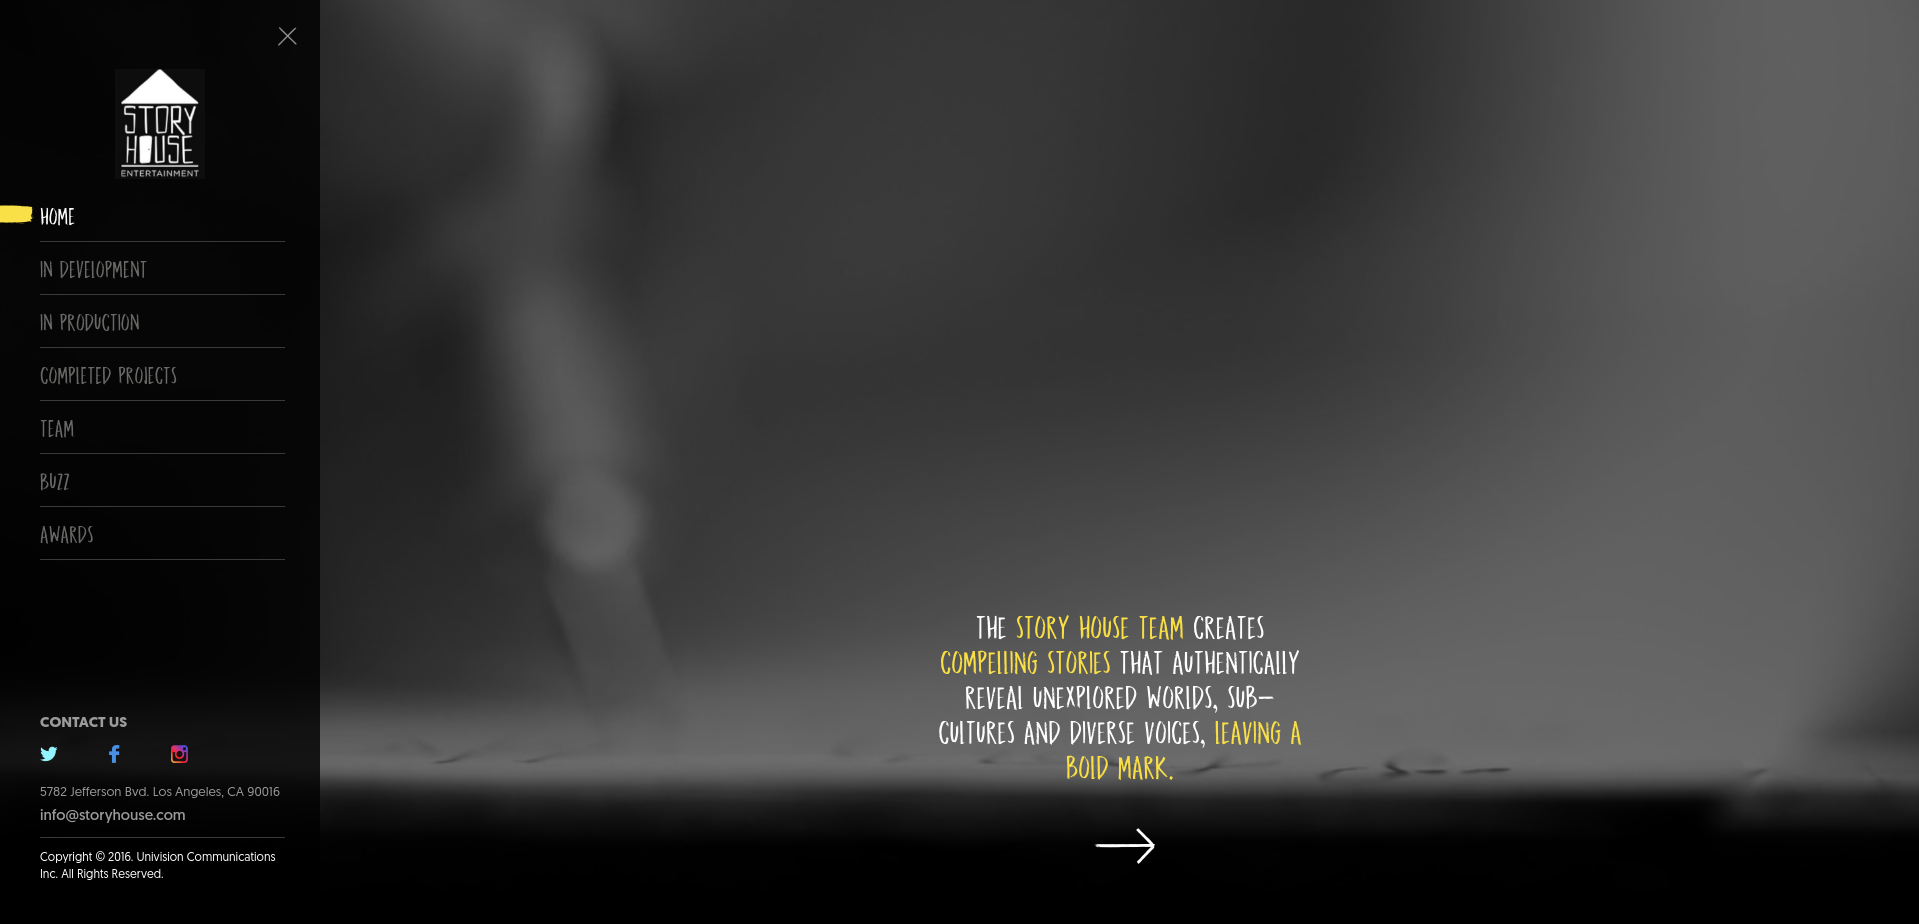 STORY
HOUSE
ENTERTAINMENT
HOME
IN DEVELOPMENT
IN PRODUCTION
COMPLETED PROJECTS
TEAM
BUZZ
AWARDS
CONTACT US
5782 Jefferson Bvd. Los Angeles, CA 90016
info@storyhouse.com
Copyright © 2016. Univision Communications
Inc. All Rights Reserved.
THE STORY HOUSE TEAM CREATES
COMPELLING STORIES THAT AUTHENTICALLY
REVEAL UNEXPLORED WORLDS, SUB-
CULTURES AND DIVERSE VOICES, LEAVING A
BOLD MARK.